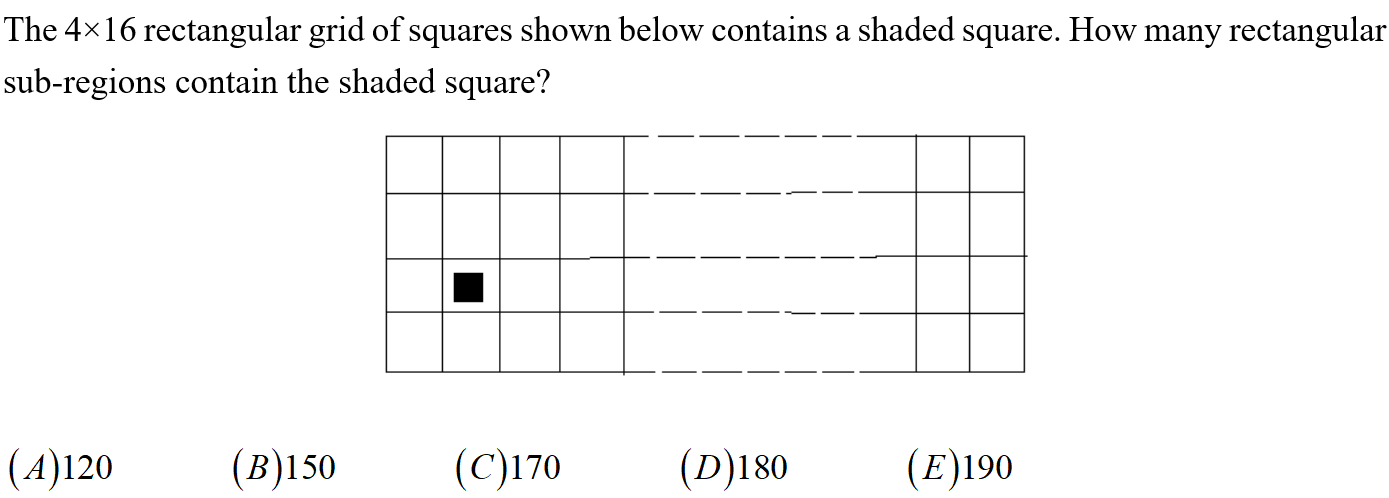 The 4×16 rectangular grid of squares shown below contains a shaded square. How many rectangular
sub-regions contain the shaded square?
(A)120 (B)150 (C)170 (D)180 (E)190